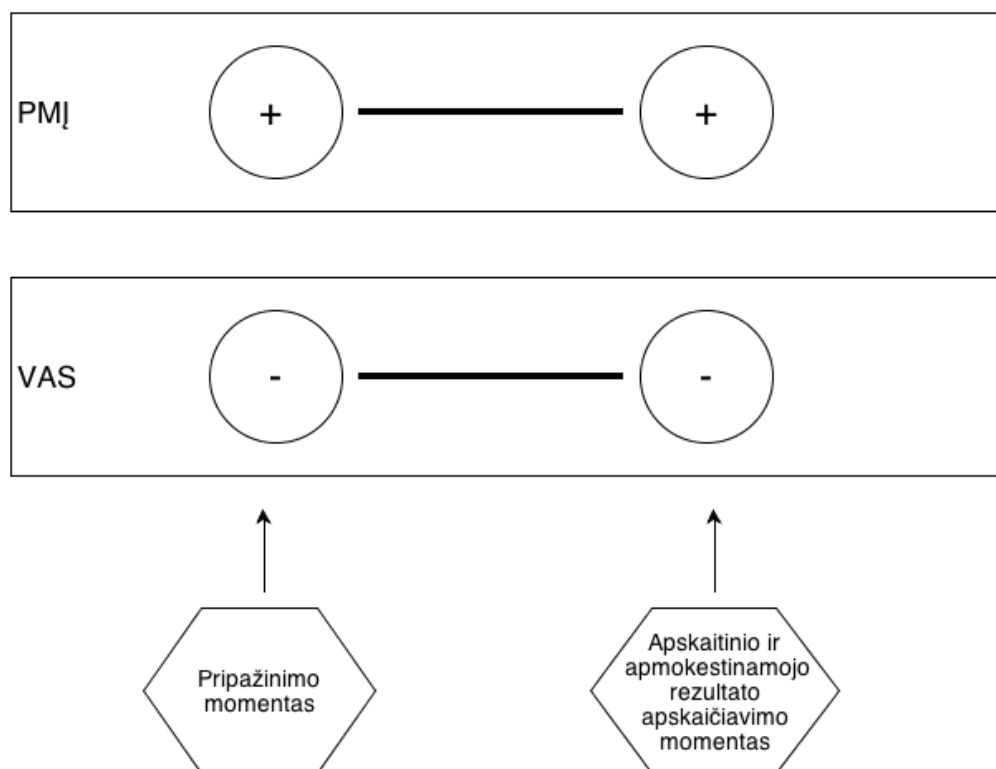 PMĮ + +
VAS - -
Pripažinimo
momentas
Apskaitinio ir
apmokestinamojo
rezultato
apskaičiavimo
momentas